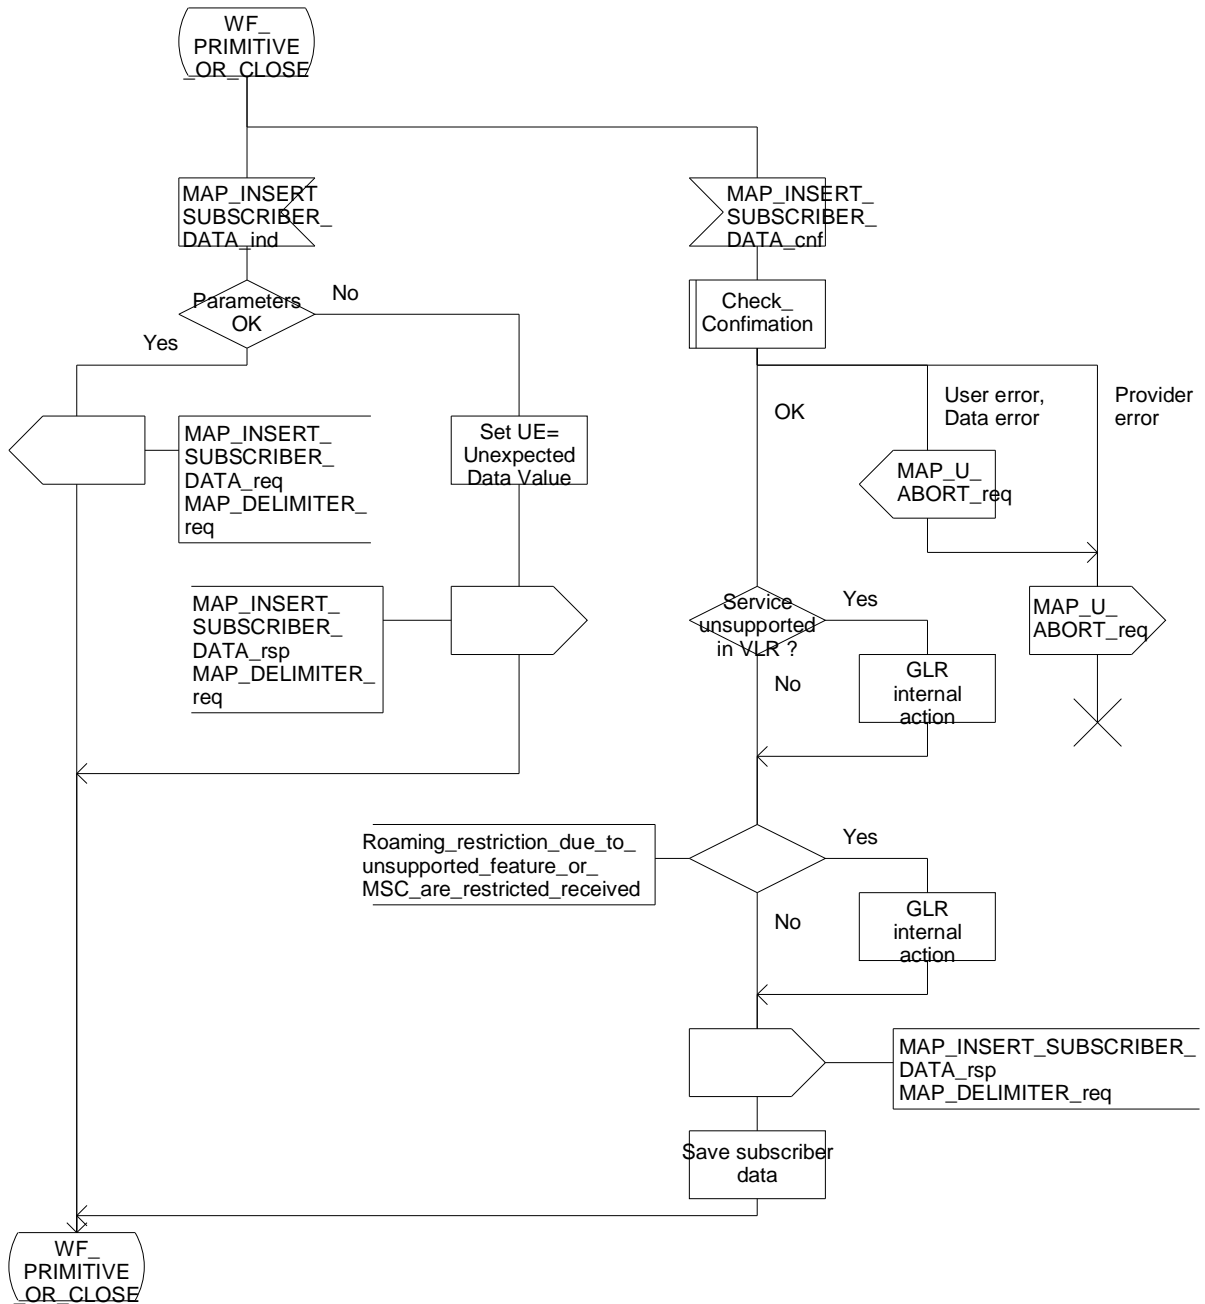 WF_
PRIMITIVE
_OR_CLOSE
MAP_INSERT
SUBSCRIBER_
DATA_ind
MAP_INSERT_
SUBSCRIBER_
DATA_cnf
Parameters
OK
No
Yes
Check_
Confimation
OK
User error,
Data error
Provider
error
MAP_INSERT_
SUBSCRIBER_
DATA_req
MAP_DELIMITER_
req
Set UE=
Unexpected
Data Value
MAP_U_
ABORT_req
MAP_INSERT_
SUBSCRIBER_
DATA_rsp
MAP_DELIMITER_
req
Service
unsupported
in VLR ?
Yes
No
MAP_U_
ABORT_req
GLR
internal
action
Roaming_restriction_due_to_
unsupported_feature_or_
MSC_are_restricted_received
Yes
No
GLR
internal
action
MAP_INSERT_SUBSCRIBER_
DATA_rsp
MAP_DELIMITER_req
Save subscriber
data
WF_
PRIMITIVE
_OR_CLOSE